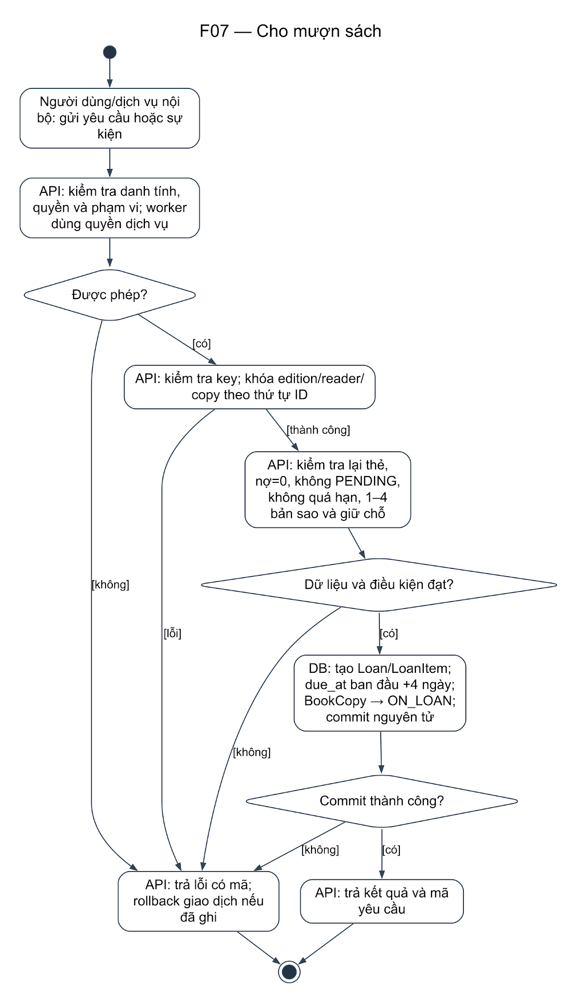 F07 — Cho mượn sách
Người dùng/dịch vụ nội
bộ: gửi yêu cầu hoặc sự
kiện
API: kiểm tra danh tính,
quyền và phạm vi; worker
dùng quyền dịch vụ
Được phép?
[có]
API: kiểm tra key; khóa edition/reader/
copy theo thứ tự ID
[thành công]
API: kiểm tra lại thẻ,
nợ=0, không PENDING,
không quá hạn, 1–4
bản sao và giữ chỗ
[không]
Dữ liệu và điều kiện đạt?
[lỗi]
[có]
DB: tạo Loan/LoanItem;
due_at ban đầu +4 ngày;
BookCopy → ON_LOAN;
commit nguyên tử
[không]
Commit thành công?
[không]
[có]
API: trả lỗi có mã;
rollback giao dịch nếu
đã ghi
API: trả kết quả và mã
yêu cầu